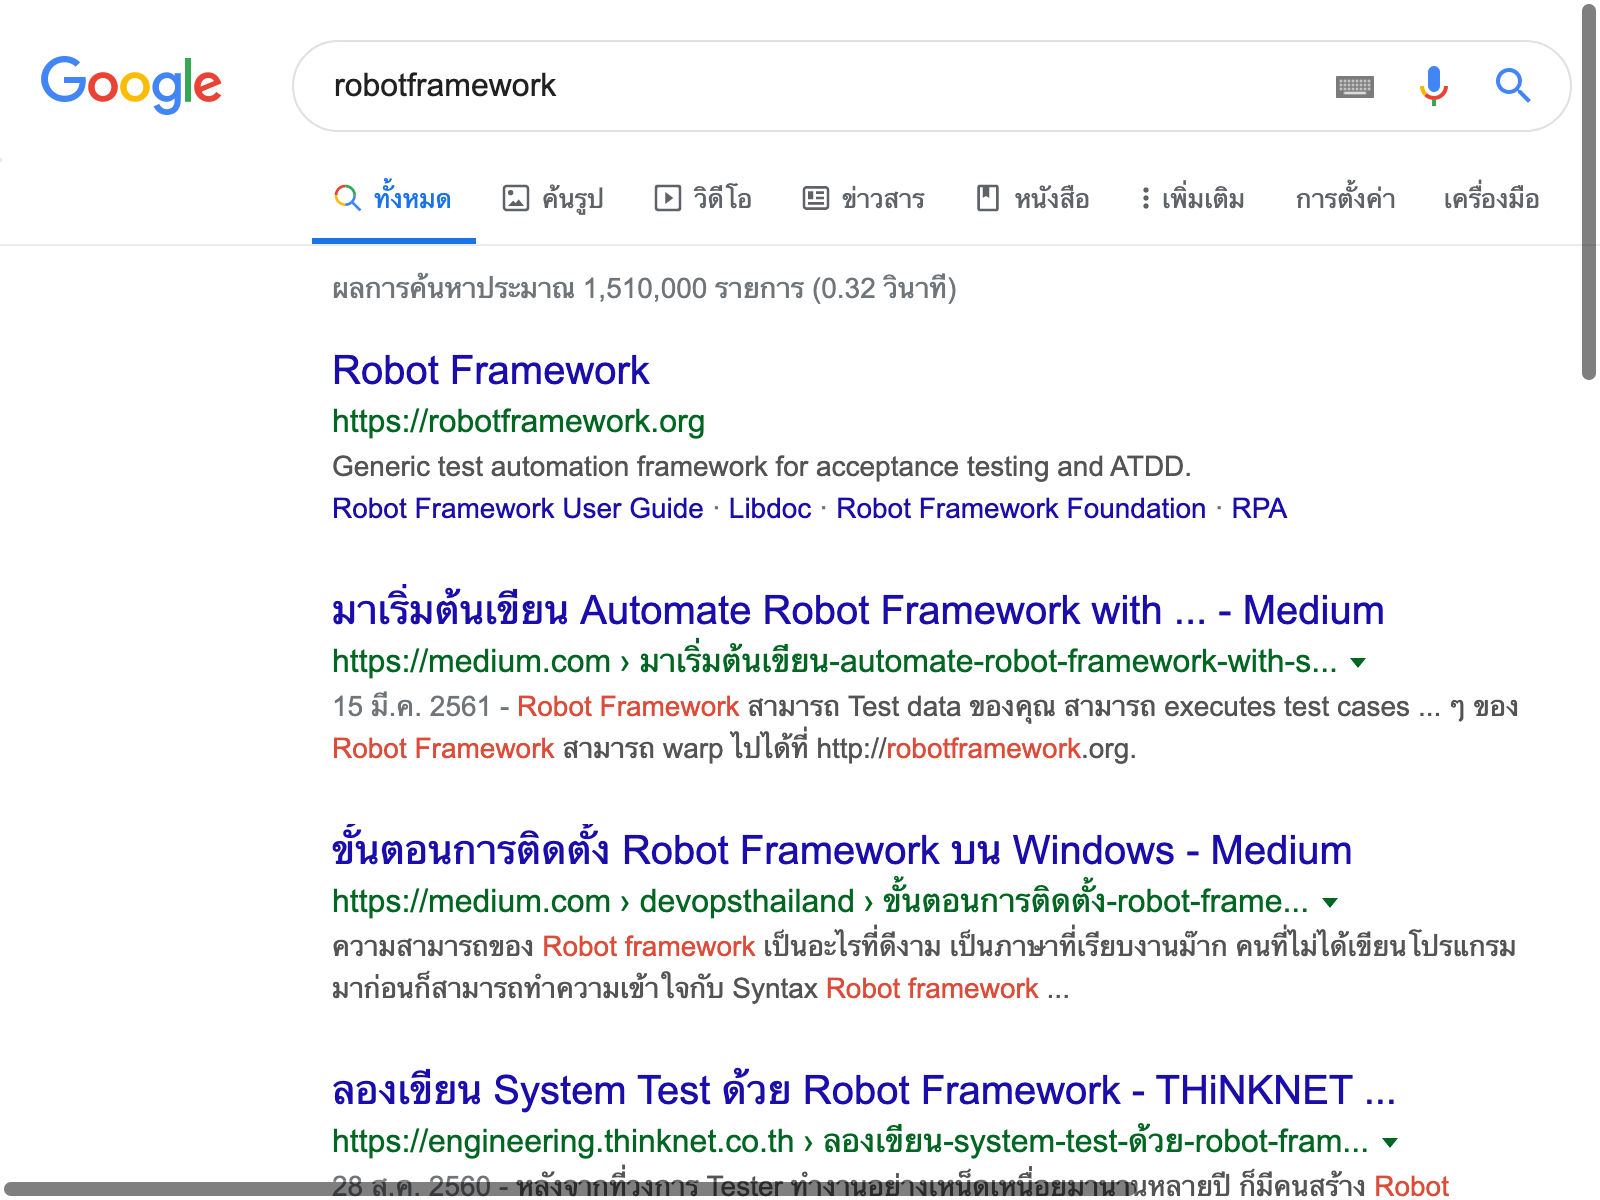 Google
robotframework
ทั้งหมด ค้นรูป วิดีโอ ข่าวสาร หนังสือ เพิ่มเติม การตั้งค่า เครื่องมือ
ผลการค้นหาประมาณ 1,510,000 รายการ (0.32 วินาที)
Robot Framework
https://robotframework.org
Generic test automation framework for acceptance testing and ATDD.
Robot Framework User Guide · Libdoc · Robot Framework Foundation · RPA
มาเริ่มต้นเขียน Automate Robot Framework with ... - Medium
https://medium.com › มาเริ่มต้นเขียน-automate-robot-framework-with-s...
15 มี.ค. 2561 - Robot Framework สามารถ Test data ของคุณ สามารถ executes test cases ... ๆ ของ
Robot Framework สามารถ warp ไปได้ที่ http://robotframework.org.
ขั้นตอนการติดตั้ง Robot Framework บน Windows - Medium
https://medium.com › devopsthailand › ขั้นตอนการติดตั้ง-robot-frame...
ความสามารถของ Robot framework เป็นอะไรที่ดีงาม เป็นภาษาที่เรียบงานม๊าก คนที่ไม่ได้เขียนโปรแกรม
มาก่อนก็สามารถทำความเข้าใจกับ Syntax Robot framework ...
ลองเขียน System Test ด้วย Robot Framework - THiNKNET ...
https://engineering.thinknet.co.th › ลองเขียน-system-test-ด้วย-robot-fram...
28 ส.ค. 2560 - หลังจากที่วงการ Tester ทำงานอย่างเหน็ดเหนื่อยมานานหลายปี ก็มีคนสร้าง Robot